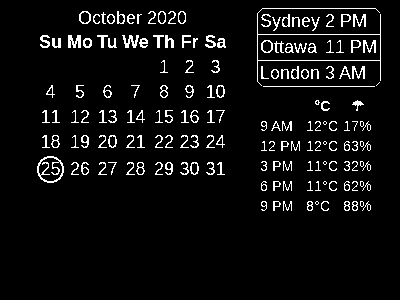 October 2020
Su Mo Tu We Th Fr Sa
1 2 3
4 5 6 7 8 9 10
11 12 13 14 15 16 17
18 19 20 21 22 23 24
25 26 27 28 29 30 31
Sydney 2 PM
Ottawa 11 PM
London 3 AM
°C
9 AM 12°C 17%
12 PM 12°C 63%
3 PM 11°C 32%
6 PM 11°C 62%
9 PM 8°C 88%